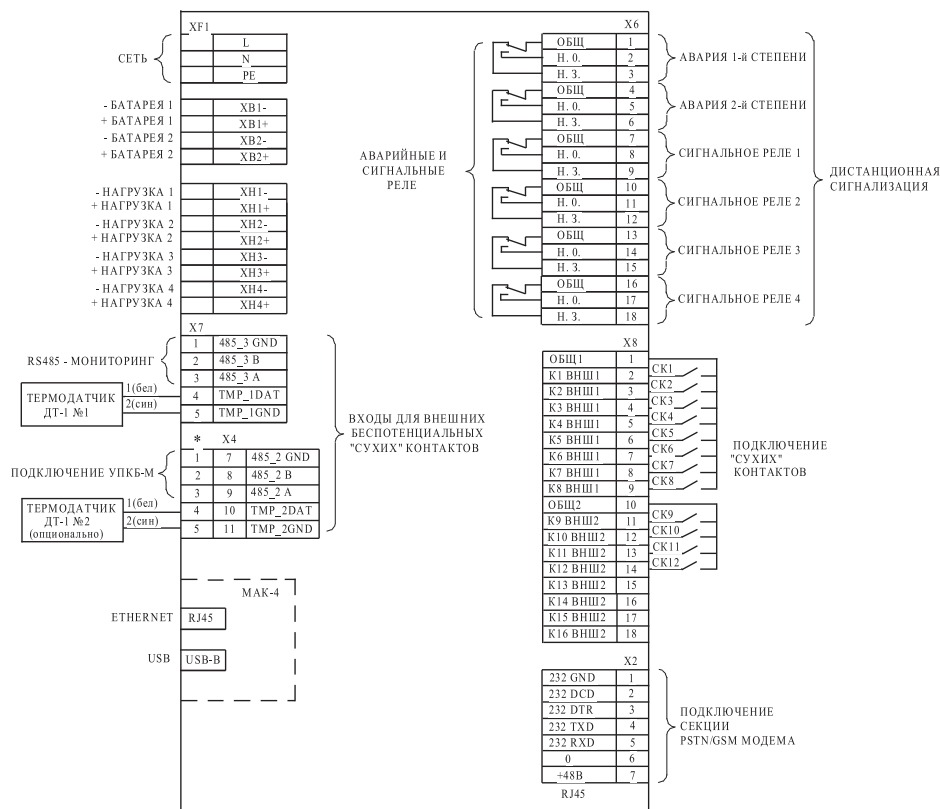 XF1
L
N
PE
СЕТЬ
- БАТАРЕЯ 1 XB1-
+ БАТАРЕЯ 1 XB1+
- БАТАРЕЯ 2 XB2-
+ БАТАРЕЯ 2 XB2+
- НАГРУЗКА 1 XH1-
+ НАГРУЗКА 1 XH1+
- НАГРУЗКА 2 XH2-
+ НАГРУЗКА 2 XH2+
- НАГРУЗКА 3 XH3-
+ НАГРУЗКА 3 XH3+
- НАГРУЗКА 4 XH4-
+ НАГРУЗКА 4 XH4+
X7
1 485_3 GND
2 485_3 B
3 485_3 A
4 TMP_1DAT
5 TMP_1GND
RS485 - МОНИТОРИНГ
ТЕРМОДАТЧИК
ДТ-1 №1
1(бел)
2(син)
* X4
1 7 485_2 GND
2 8 485_2 B
3 9 485_2 A
4 10 TMP_2DAT
5 11 TMP_2GND
ПОДКЛЮЧЕНИЕ УПКБ-М
ТЕРМОДАТЧИК
ДТ-1 №2
(опционально)
1(бел)
2(син)
ВХОДЫ ДЛЯ ВНЕШНИХ
БЕСПОТЕНЦИАЛЬНЫХ
"СУХИХ" КОНТАКТОВ
МАК-4
ETHERNET RJ45
USB USB-B
X6
ОБЩ 1
Н. О. 2
Н. З. 3
ОБЩ 4
Н. О. 5
Н. З. 6
ОБЩ 7
Н. О. 8
Н. З. 9
ОБЩ 10
Н. О. 11
Н. З. 12
ОБЩ 13
Н. О. 14
Н. З. 15
ОБЩ 16
Н. О. 17
Н. З. 18
АВАРИЙНЫЕ И
СИГНАЛЬНЫЕ
РЕЛЕ
АВАРИЯ 1-й СТЕПЕНИ
АВАРИЯ 2-й СТЕПЕНИ
СИГНАЛЬНОЕ РЕЛЕ 1
СИГНАЛЬНОЕ РЕЛЕ 2
СИГНАЛЬНОЕ РЕЛЕ 3
СИГНАЛЬНОЕ РЕЛЕ 4
ДИСТАНЦИОННАЯ
СИГНАЛИЗАЦИЯ
X8
ОБЩ1 1
К1 ВНШ1 2
К2 ВНШ1 3
К3 ВНШ1 4
К4 ВНШ1 5
К5 ВНШ1 6
К6 ВНШ1 7
К7 ВНШ1 8
К8 ВНШ1 9
ОБЩ2 10
К9 ВНШ2 11
К10 ВНШ2 12
К11 ВНШ2 13
К12 ВНШ2 14
К13 ВНШ2 15
К14 ВНШ2 16
К15 ВНШ2 17
К16 ВНШ2 18
СК1
СК2
СК3
СК4
СК5
СК6
СК7
СК8
СК9
СК10
СК11
СК12
ПОДКЛЮЧЕНИЕ
"СУХИХ"
КОНТАКТОВ
X2
232 GND 1
232 DCD 2
232 DTR 3
232 TXD 4
232 RXD 5
0 6
+48В 7
RJ45
ПОДКЛЮЧЕНИЕ
СЕКЦИИ
PSTN/GSM МОДЕМА